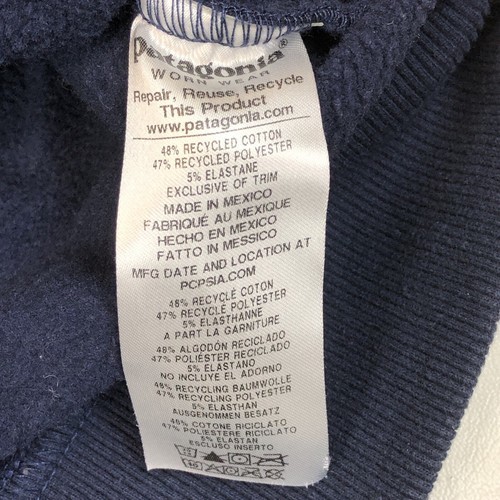 patagonia®
WORN WEAR
Repair, Reuse, Recycle
This Product
www.patagonia.com
48% RECYCLED COTTON
47% RECYCLED POLYESTER
5% ELASTANE
EXCLUSIVE OF TRIM
MADE IN MEXICO
FABRIQUÉ AU MEXIQUE
HECHO EN MEXICO
FATTO IN MESSICO
MFG DATE AND LOCATION AT
PCPSIA.COM
48% RECYCLÉ COTON
47% RECYCLÉ POLYESTER
5% ELASTHANNE
A PART LA GARNITURE
48% ALGODÓN RECICLADO
47% POLIÉSTER RECICLADO
5% ELASTANO
NO INCLUYE EL ADORNO
48% RECYCLING BAUMWOLLE
47% RECYCLING POLYESTER
5% ELASTHAN
AUSGENOMMEN BESATZ
48% COTONE RICICLATO
47% POLIESTERE RICICLATO
5% ELASTAN
ESCLUSO INSERTO